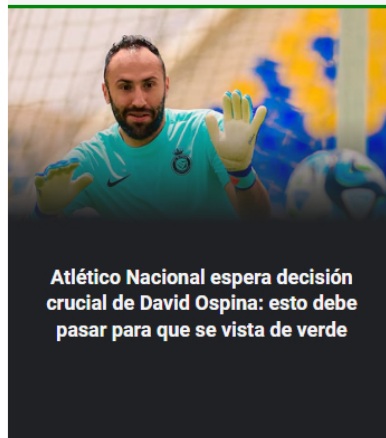 Atlético Nacional espera decisión
crucial de David Ospina: esto debe
pasar para que se vista de verde